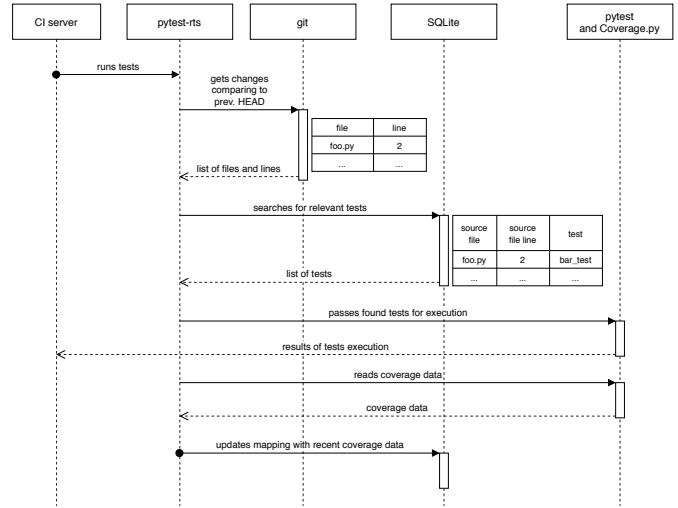 CI server
pytest-rts
git
SQLite
pytest
and Coverage.py
runs tests
gets changes
comparing to
prev. HEAD
file line
foo.py 2
... ...
list of files and lines
searches for relevant tests
source source test
file file line
foo.py 2 bar_test
... ... ...
list of tests
passes found tests for execution
results of tests execution
reads coverage data
coverage data
updates mapping with recent coverage data